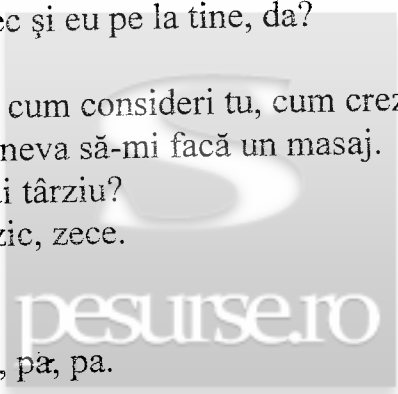 ec şi eu pe la tine, da?
cum consideri tu, cum crez
neva să-mi facă un masaj.
i târziu?
zic, zece.
pesurse.ro
, pa, pa.